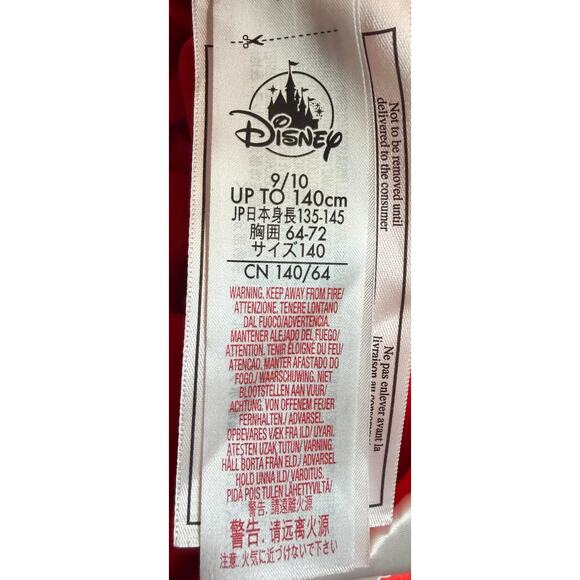 DISNEY
9/10
UP TO 140cm
JP日本身長135-145
胸囲 64-72
サイズ140
CN 140/64
WARNING. KEEP AWAY FROM FIRE/
ATTENZIONE. TENERE LONTANO
DAL FUOCO/ADVERTENCIA.
MANTENER ALEJADO DEL FUEGO/
ATTENTION. TENIR ÉLOIGNÉ DU FEU/
ATENCAO. MANTER AFASTADO DO
FOGO./ WAARSCHUWING. NIET
BLOOTSTELLEN AAN VUUR/
ACHTUNG. VON OFFENEM FEUER
FERNHALTEN./ ADVARSEL
OPBEVARES VÆK FRA ILD/ UYARI.
ATEŞTEN UZAK TUTUN/ VARNING.
HÅLL BORTA FRÅN ELD./ ADVARSEL
HOLD UNNA ILD/ VAROITUS.
PIDÄ POIS TULEN LÄHETTYVILTÄ/
警告. 請遠離火源
警告. 请远离火源
注意. 火気に近づけないで下さい
Not to be removed until
delivered to the consumer
Ne pas enlever avant la
livraison au